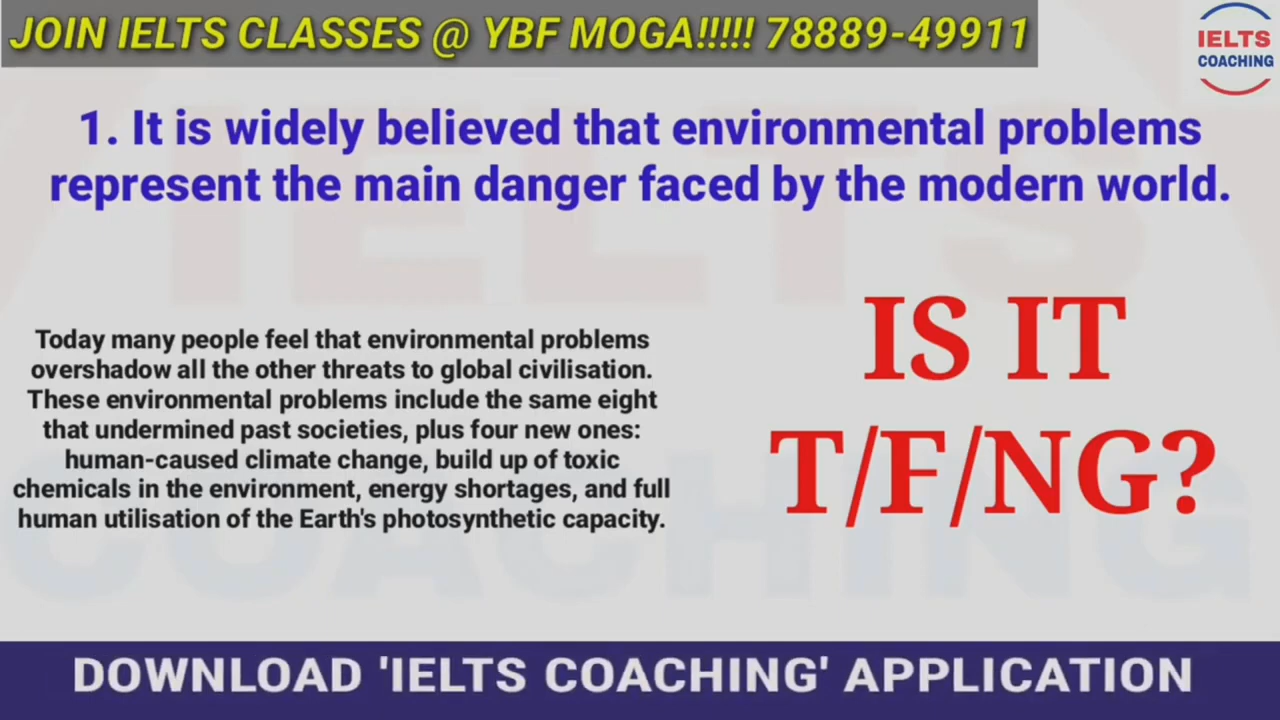 JOIN IELTS CLASSES @ YBF MOGA!!!!! 78889-49911
IELTS
COACHING
1. It is widely believed that environmental problems
represent the main danger faced by the modern world.
Today many people feel that environmental problems
overshadow all the other threats to global civilisation.
These environmental problems include the same eight
that undermined past societies, plus four new ones:
human-caused climate change, build up of toxic
chemicals in the environment, energy shortages, and full
human utilisation of the Earth's photosynthetic capacity.
IS IT
T/F/NG?
IELTS
COACHING
DOWNLOAD 'IELTS COACHING' APPLICATION